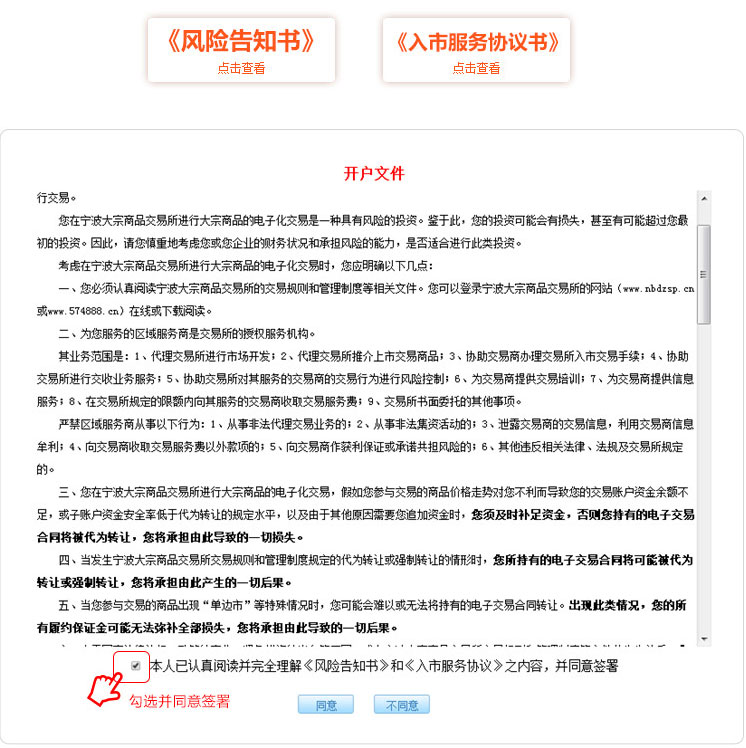 《风险告知书》
点击查看
《入市服务协议书》
点击查看
开户文件
行交易。
您在宁波大宗商品交易所进行大宗商品的电子化交易是一种具有风险的投资。鉴于此，您的投资可能会有损失，甚至有可能超过您最
初的投资。因此，请您慎重地考虑您或您企业的财务状况和承担风险的能力，是否适合进行此类投资。
考虑在宁波大宗商品交易所进行大宗商品的电子化交易时，您应明确以下几点：
一、您必须认真阅读宁波大宗商品交易所的交易规则和管理制度等相关文件。您可以登录宁波大宗商品交易所的网站（www.nbdzsp.cn
或www.574888.cn）在线或下载阅读。
二、为您服务的区域服务商是交易所的授权服务机构。
其业务范围是：1、代理交易所进行市场开发；2、代理交易所推介上市交易商品；3、协助交易商办理交易所入市交易手续；4、协助
交易所进行交收业务服务；5、协助交易所对其服务的交易商的交易行为进行风险控制；6、为交易商提供交易培训；7、为交易商提供信息
服务；8、在交易所规定的限额内向其服务的交易商收取交易服务费；9、交易所书面委托的其他事项。
严禁区域服务商从事以下行为：1、从事非法代理交易业务的；2、从事非法集资活动的；3、泄露交易商的交易信息，利用交易商信息
牟利；4、向交易商收取交易服务费以外款项的；5、向交易商作获利保证或承诺共担风险的；6、其他违反相关法律、法规及交易所规定
的。
三、您在宁波大宗商品交易所进行大宗商品的电子化交易，假如您参与交易的商品价格走势对您不利而导致您的交易账户资金余额不
足，或子账户资金安全率低于代为转让的规定水平，以及由于其他原因需要您追加资金时，您须及时补足资金，否则您持有的电子交易
合同将被代为转让，您将承担由此导致的一切损失。
四、当发生宁波大宗商品交易所交易规则和管理制度规定的代为转让或强制转让的情形时，您所持有的电子交易合同将可能被代为
转让或强制转让，您将承担由此产生的一切后果。
五、当您参与交易的商品出现“单边市”等特殊情况时，您可能会难以或无法将持有的电子交易合同转让。出现此类情况，您的所
有履约保证金可能无法弥补全部损失，您将承担由此导致的一切后果。
本人已认真阅读并完全理解《风险告知书》和《入市服务协议》之内容，并同意签署
勾选并同意签署
同意
不同意